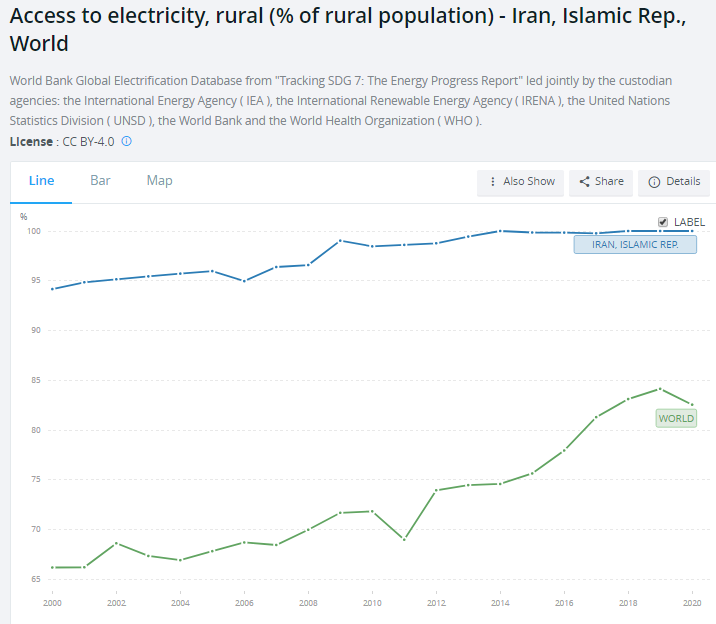 Access to electricity, rural (% of rural population) - Iran, Islamic Rep.,
World
World Bank Global Electrification Database from "Tracking SDG 7: The Energy Progress Report" led jointly by the custodian
agencies: the International Energy Agency ( IEA ), the International Renewable Energy Agency ( IRENA ), the United Nations
Statistics Division ( UNSD ), the World Bank and the World Health Organization ( WHO ).
License : CC BY-4.0
Line Bar Map Also Show Share Details
%
LABEL
100
IRAN, ISLAMIC REP.
95
90
85
WORLD
80
75
70
65
2000 2002 2004 2006 2008 2010 2012 2014 2016 2018 2020